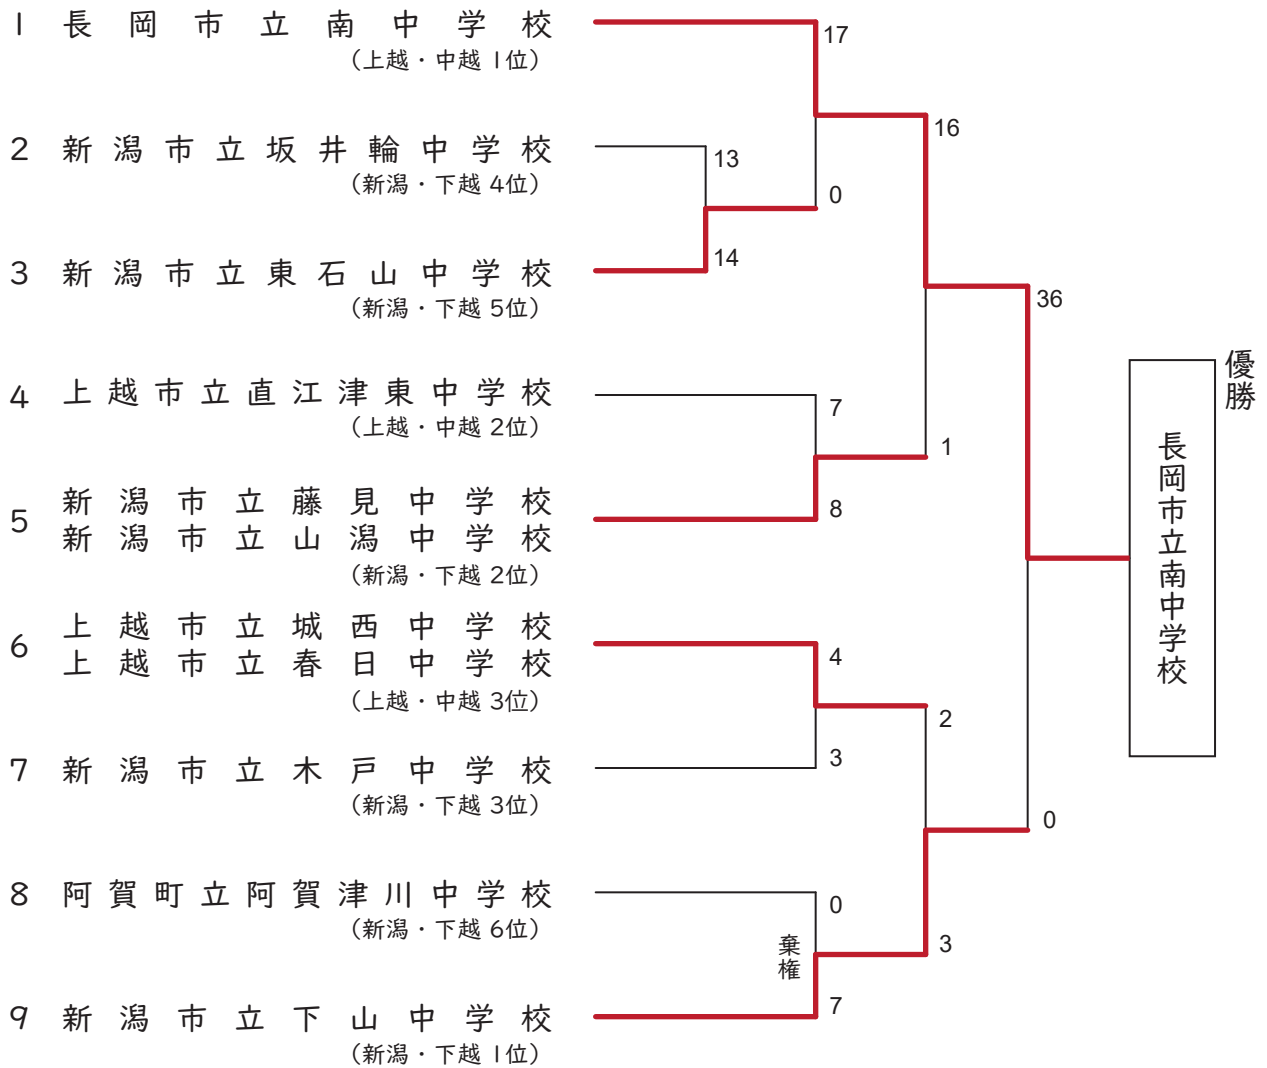 1 長岡市立南中学校
(上越・中越 1位)
17
16
2 新潟市立坂井輪中学校
(新潟・下越 4位)
13
0
3 新潟市立東石山中学校
(新潟・下越 5位)
14
36
4 上越市立直江津東中学校
(上越・中越 2位)
7
1
5 新潟市立藤見中学校
新潟市立山潟中学校
(新潟・下越 2位)
8
6 上越市立城西中学校
上越市立春日中学校
(上越・中越 3位)
4
2
7 新潟市立木戸中学校
(新潟・下越 3位)
3
0
8 阿賀町立阿賀津川中学校
(新潟・下越 6位)
0
棄権
3
9 新潟市立下山中学校
(新潟・下越 1位)
7
優勝
長岡市立南中学校